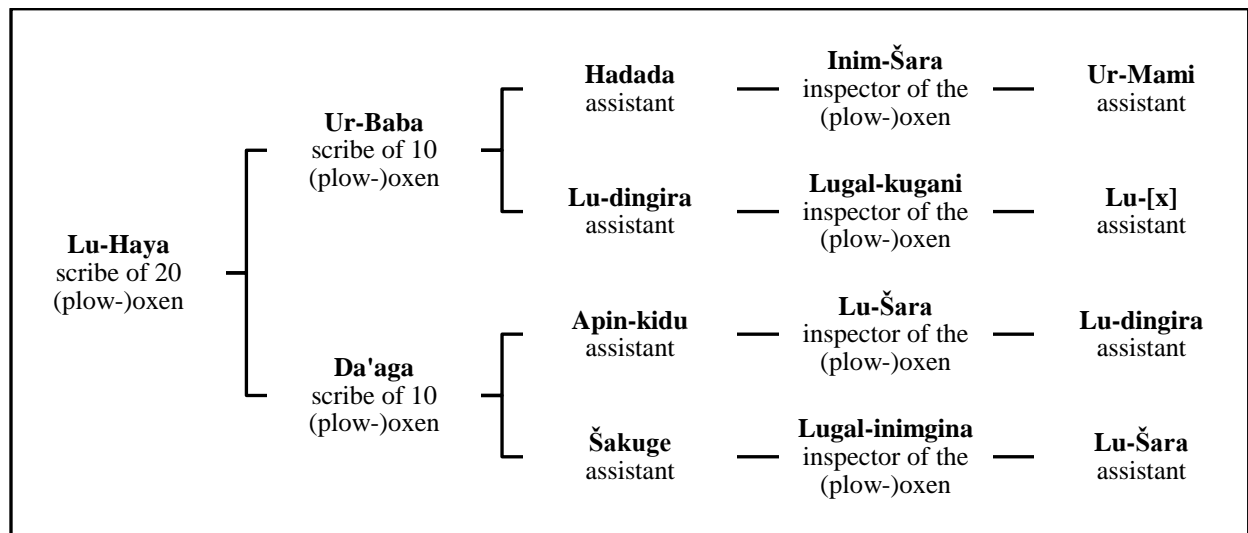 Lu-Haya
scribe of 20
(plow-)oxen
Ur-Baba
scribe of 10
(plow-)oxen
Hadada
assistant
Inim-Šara
inspector of the
(plow-)oxen
Ur-Mami
assistant
Lu-dingira
assistant
Lugal-kugani
inspector of the
(plow-)oxen
Lu-[x]
assistant
Da'aga
scribe of 10
(plow-)oxen
Apin-kidu
assistant
Lu-Šara
inspector of the
(plow-)oxen
Lu-dingira
assistant
Šakuge
assistant
Lugal-inimgina
inspector of the
(plow-)oxen
Lu-Šara
assistant